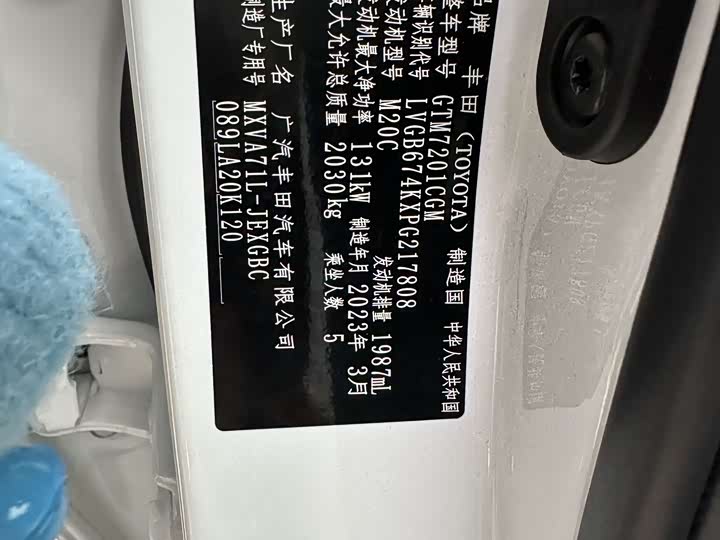 品牌 丰田 (TOYOTA) 制造国 中华人民共和国
整车型号 GTM7201CGM
车辆识别代号 LVGB674KXPG217808
发动机型号 M20C 发动机排量 1987mL
发动机最大净功率 131kW 制造年月 2023年 3月
最大允许总质量 2030kg 乘坐人数 5
生产厂名 广汽丰田汽车有限公司
制造厂专用号 MXVA71L-JEXGBC
089 LA20K120